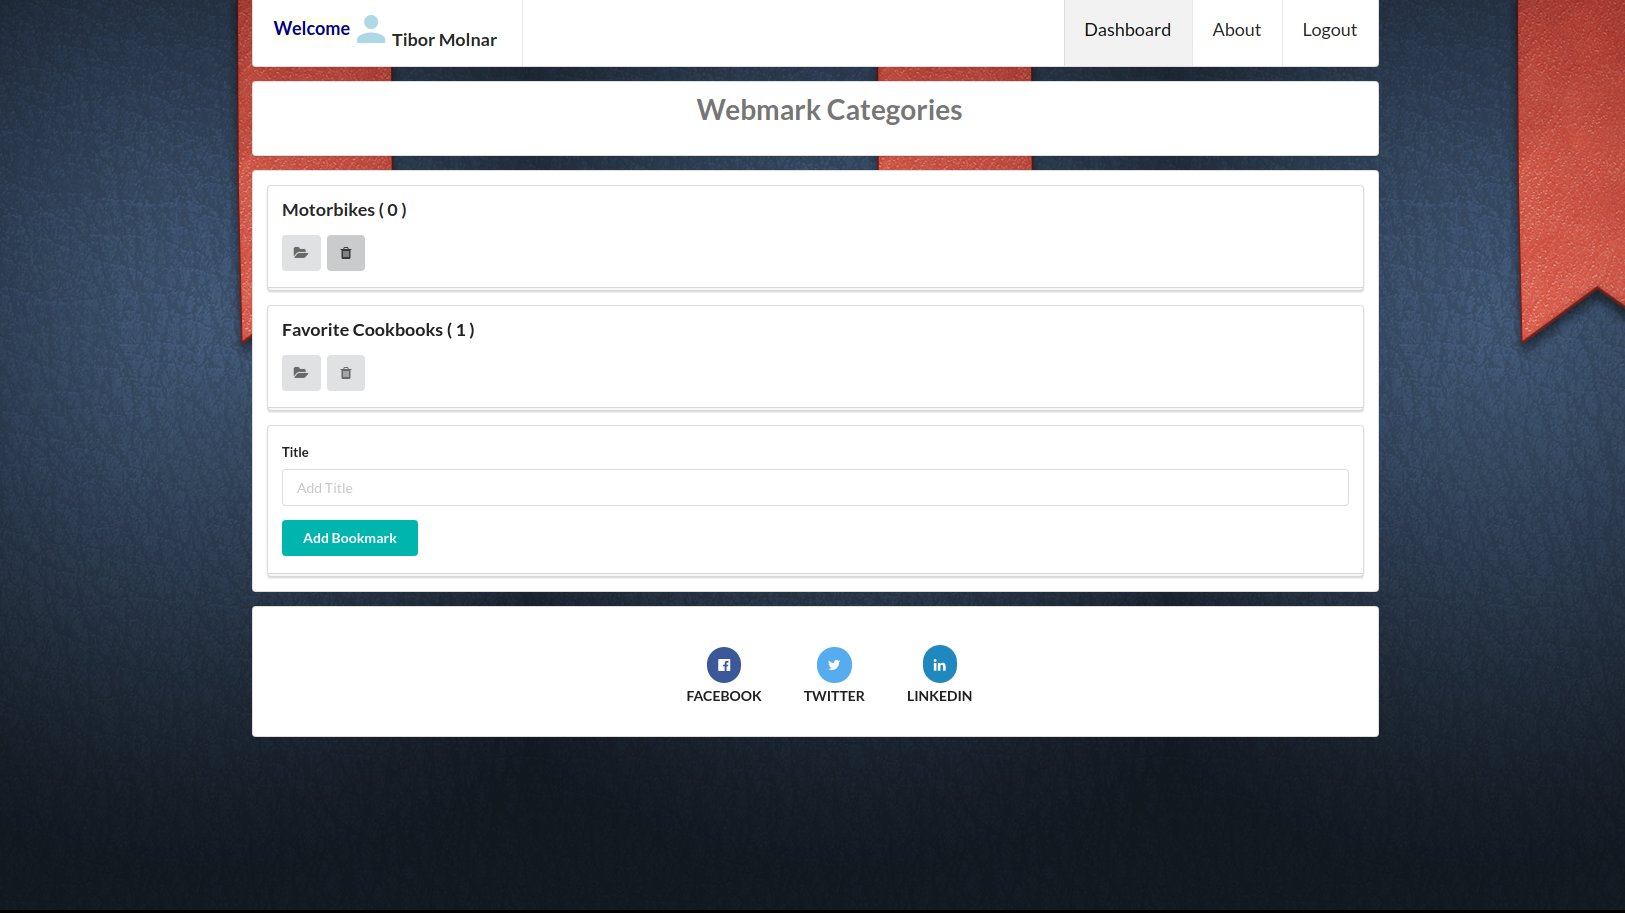 Welcome Tibor Molnar
Dashboard
About
Logout
Webmark Categories
Motorbikes ( 0 )
Favorite Cookbooks ( 1 )
Title
Add Title
Add Bookmark
FACEBOOK
TWITTER
LINKEDIN